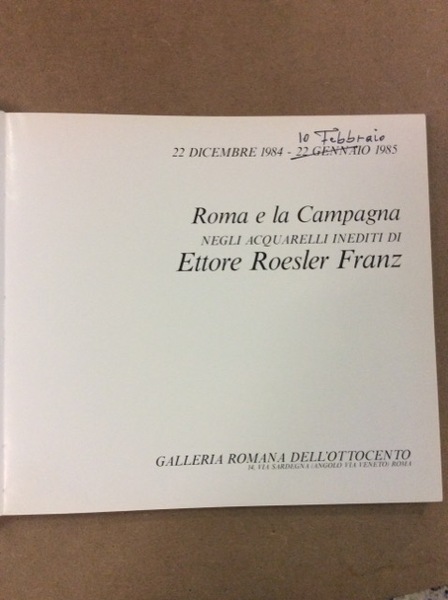 10 Febbraio
22 DICEMBRE 1984 - 22 GENNAIO 1985
Roma e la Campagna
NEGLI ACQUARELLI INEDITI DI
Ettore Roesler Franz
GALLERIA ROMANA DELL'OTTOCENTO
14, VIA SARDEGNA (ANGOLO VIA VENETO) ROMA